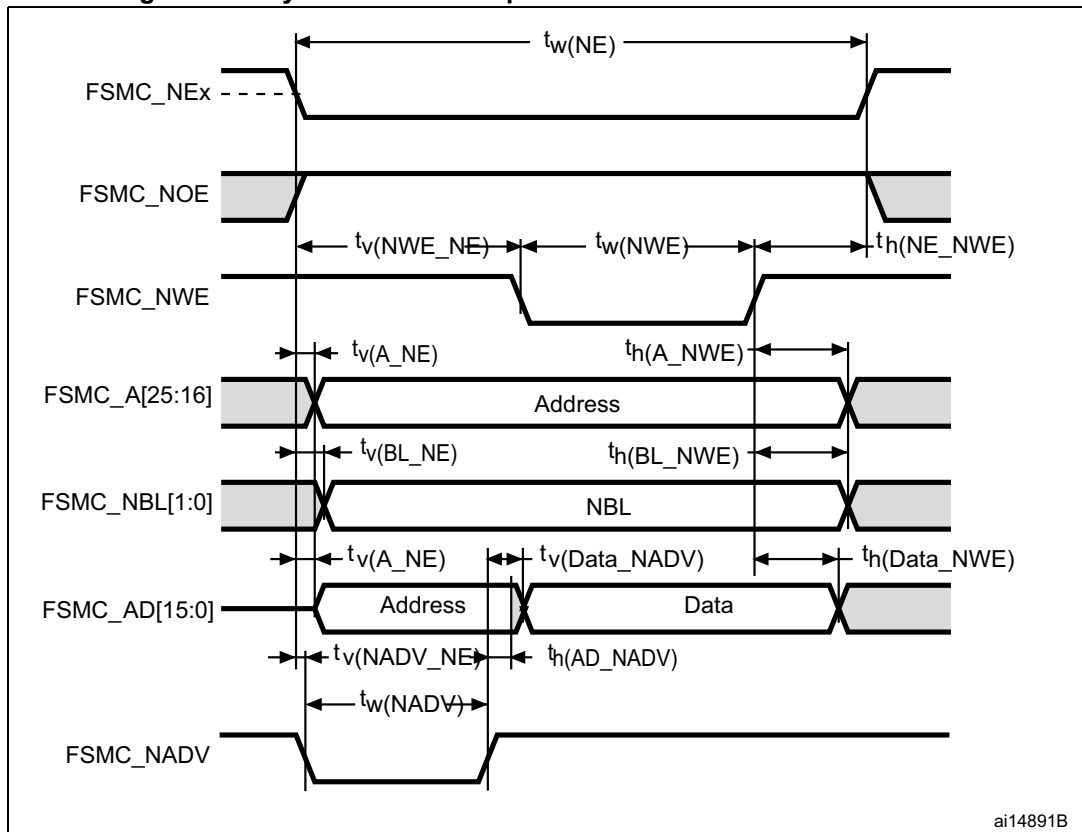 tw(NE)
FSMC_NEx
FSMC_NOE
tv(NWE_NE) tw(NWE) th(NE_NWE)
FSMC_NWE
tv(A_NE) th(A_NWE)
FSMC_A[25:16] Address
tv(BL_NE) th(BL_NWE)
FSMC_NBL[1:0] NBL
tv(A_NE) tv(Data_NADV) th(Data_NWE)
FSMC_AD[15:0] Address Data
tv(NADV_NE) th(AD_NADV)
tw(NADV)
FSMC_NADV
ai14891B